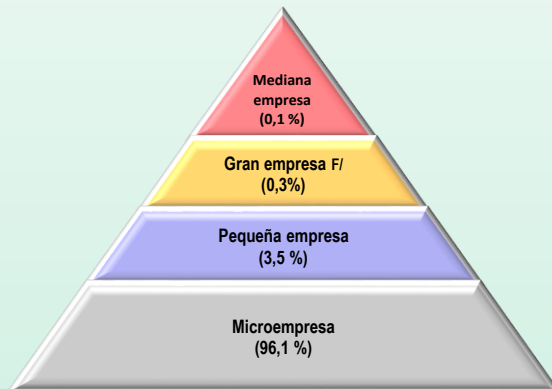 Mediana
empresa
(0,1 %)
Gran empresa F/
(0,3%)
Pequeña empresa
(3,5 %)
Microempresa
(96,1 %)